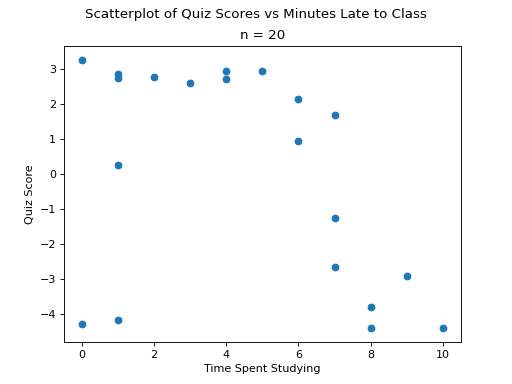 Scatterplot of Quiz Scores vs Minutes Late to Class
n = 20
3
2
1
0
−1
−2
−3
−4
Quiz Score
0 2 4 6 8 10
Time Spent Studying